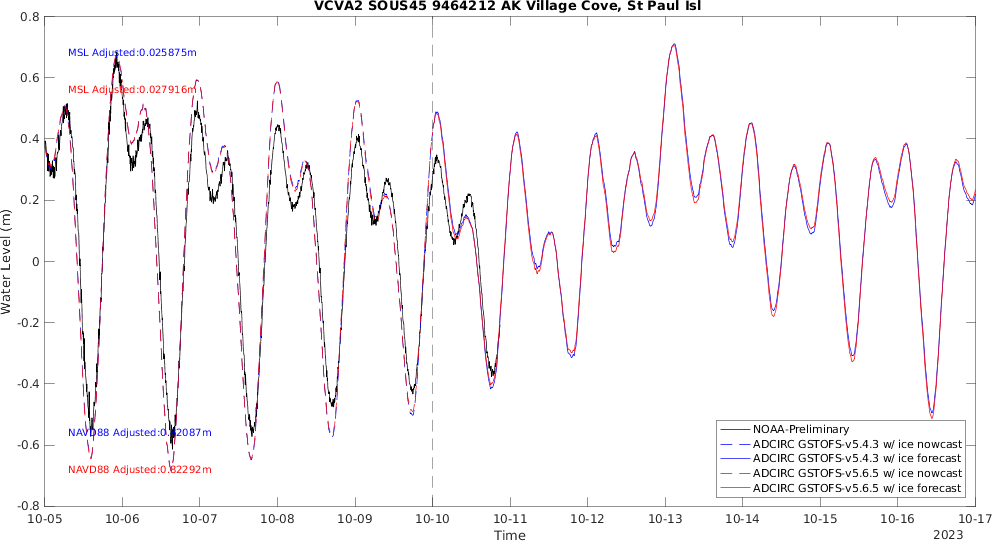 VCVA2 SOUS45 9464212 AK Village Cove, St Paul Isl
0.8
0.6
0.4
0.2
0
-0.2
-0.4
-0.6
-0.8
Water Level (m)
MSL Adjusted:0.025875m
MSL Adjusted:0.027916m
NAVD88 Adjusted:0.82087m
NAVD88 Adjusted:0.82292m
NOAA-Preliminary
ADCIRC GSTOFS-v5.4.3 w/ ice nowcast
ADCIRC GSTOFS-v5.4.3 w/ ice forecast
ADCIRC GSTOFS-v5.6.5 w/ ice nowcast
ADCIRC GSTOFS-v5.6.5 w/ ice forecast
10-05 10-06 10-07 10-08 10-09 10-10 10-11 10-12 10-13 10-14 10-15 10-16 10-17
Time
2023